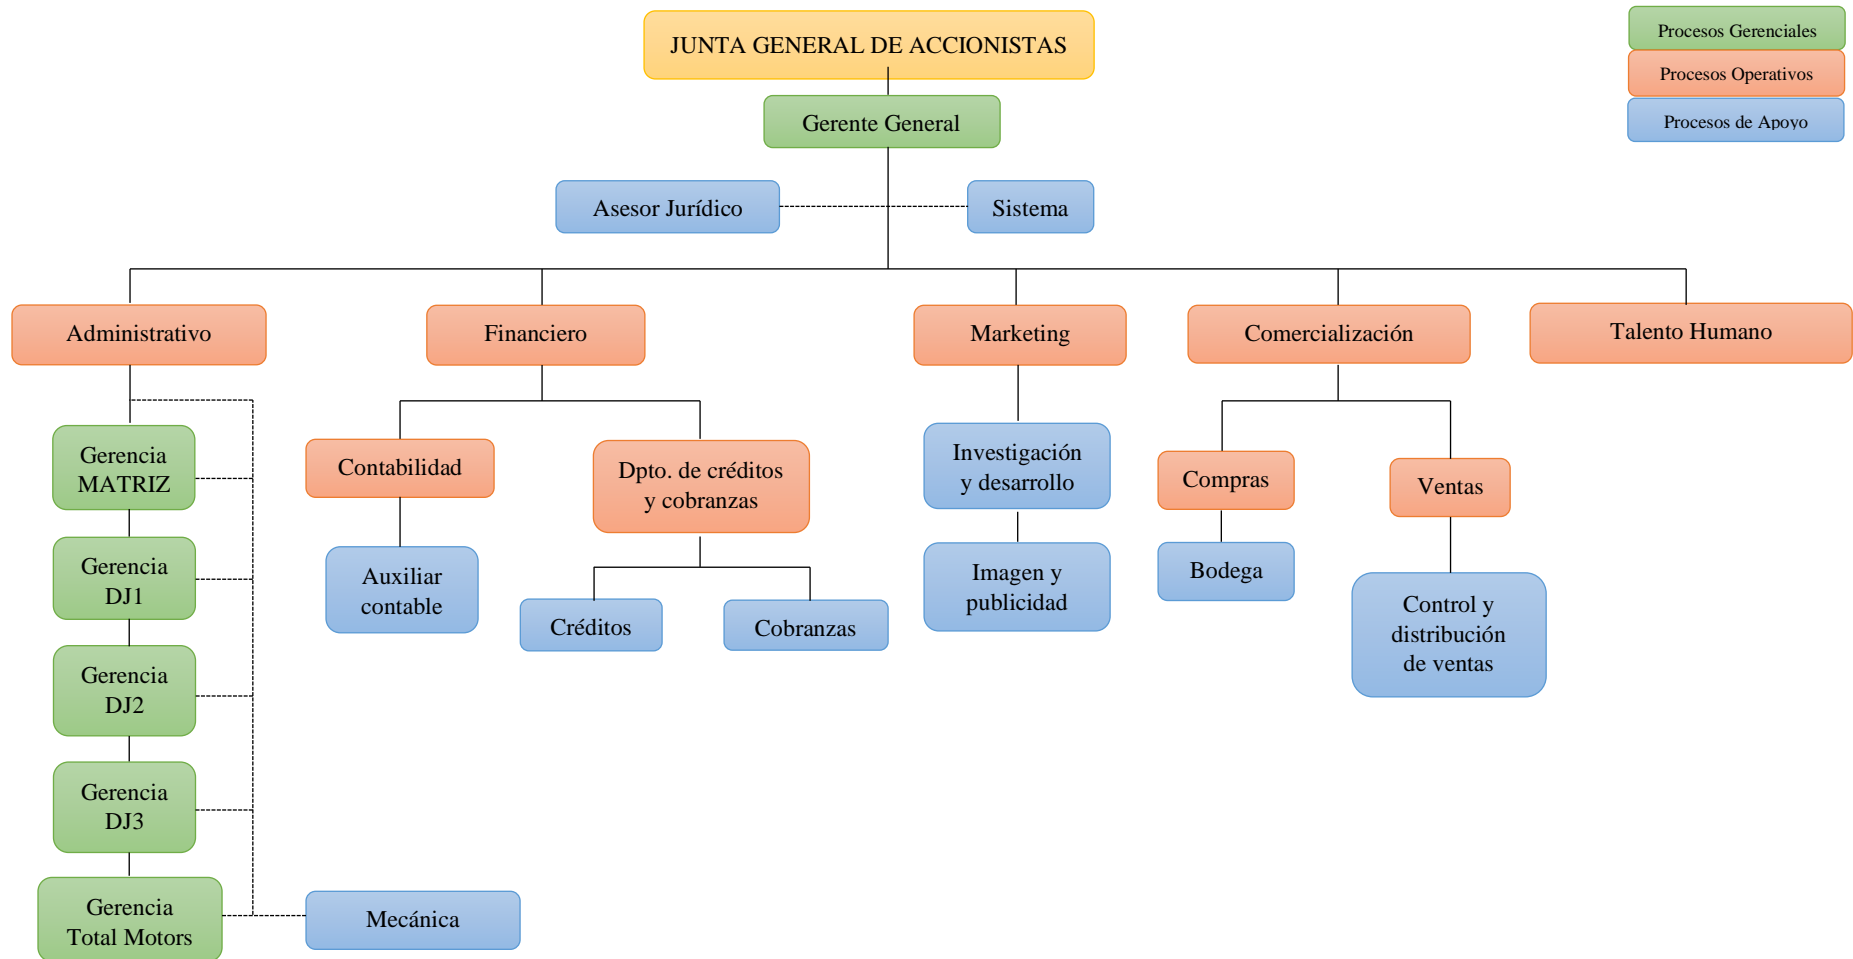 JUNTA GENERAL DE ACCIONISTAS
Procesos Gerenciales
Procesos Operativos
Procesos de Apoyo
Gerente General
Asesor Jurídico
Sistema
Administrativo
Financiero
Marketing
Comercialización
Talento Humano
Gerencia
MATRIZ
Gerencia
DJ1
Gerencia
DJ2
Gerencia
DJ3
Gerencia
Total Motors
Mecánica
Contabilidad
Auxiliar
contable
Dpto. de créditos
y cobranzas
Créditos
Cobranzas
Investigación
y desarrollo
Imagen y
publicidad
Compras
Bodega
Ventas
Control y
distribución
de ventas